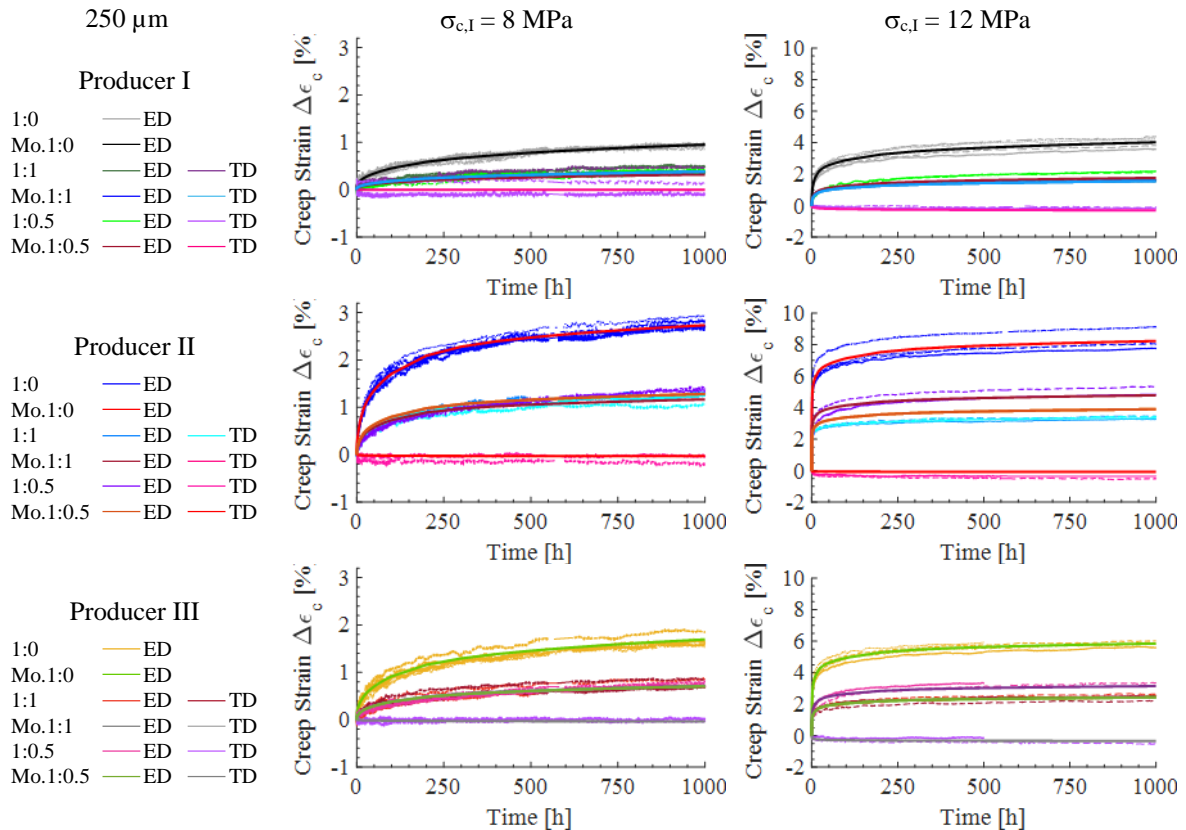 250 µm
σc,I = 8 MPa
σc,I = 12 MPa
Producer I
1:0 ED
Mo.1:0 ED
1:1 ED TD
Mo.1:1 ED TD
1:0.5 ED TD
Mo.1:0.5 ED TD
Creep Strain Δϵ_c [%]
3
2
1
0
-1
0 250 500 750 1000
Time [h]
Creep Strain Δϵ_c [%]
10
8
6
4
2
0
-2
0 250 500 750 1000
Time [h]
Producer II
1:0 ED
Mo.1:0 ED
1:1 ED TD
Mo.1:1 ED TD
1:0.5 ED TD
Mo.1:0.5 ED TD
Creep Strain Δϵ_c [%]
3
2
1
0
-1
0 250 500 750 1000
Time [h]
Creep Strain Δϵ_c [%]
10
8
6
4
2
0
-2
0 250 500 750 1000
Time [h]
Producer III
1:0 ED
Mo.1:0 ED
1:1 ED TD
Mo.1:1 ED TD
1:0.5 ED TD
Mo.1:0.5 ED TD
Creep Strain Δϵ_c [%]
3
2
1
0
-1
0 250 500 750 1000
Time [h]
Creep Strain Δϵ_c [%]
10
8
6
4
2
0
-2
0 250 500 750 1000
Time [h]